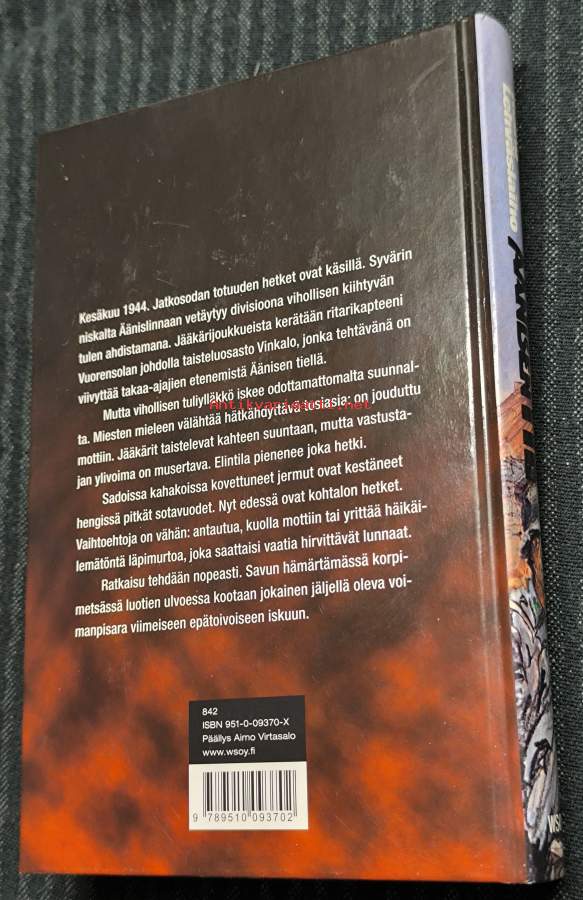 Kesäkuu 1944. Jatkosodan totuuden hetket ovat käsillä. Syvärin
niskalta Äänislinnaan vetäytyy divisioona vihollisen kiihtyvän
tulen ahdistamana. Jääkärijoukkueista kerätään ritarikapteeni
Vuorensolan johdolla taisteluosasto Vinkalo, jonka tehtävänä on
viivyttää takaa-ajajien etenemistä Äänisen tiellä.
Mutta vihollisen tuliylläkkö iskee odottamattomalta suunnal-
ta. Miesten mieleen välähtää hätkähdyttävä tosiasia: on jouduttu
mottiin. Jääkärit taistelevat kahteen suuntaan, mutta vastusta-
jan ylivoima on musertava. Elintila pienenee joka hetki.
Sadoissa kahakoissa kovettuneet jermut ovat kestäneet
hengissä pitkät sotavuodet. Nyt edessä ovat kohtalon hetket.
Vaihtoehtoja on vähän: antautua, kuolla mottiin tai yrittää häikäi-
lemätöntä läpimurtoa, joka saattaisi vaatia hirvittävät lunnaat.
Ratkaisu tehdään nopeasti. Savun hämärtämässä korpi-
metsässä luotien ulvoessa kootaan jokainen jäljellä oleva voi-
manpisara viimeiseen epätoivoiseen iskuun.
Antikvariaatti.net
842
ISBN 951-0-09370-X
Päällys Aimo Virtasalo
www.wsoy.fi
9 789510 093702